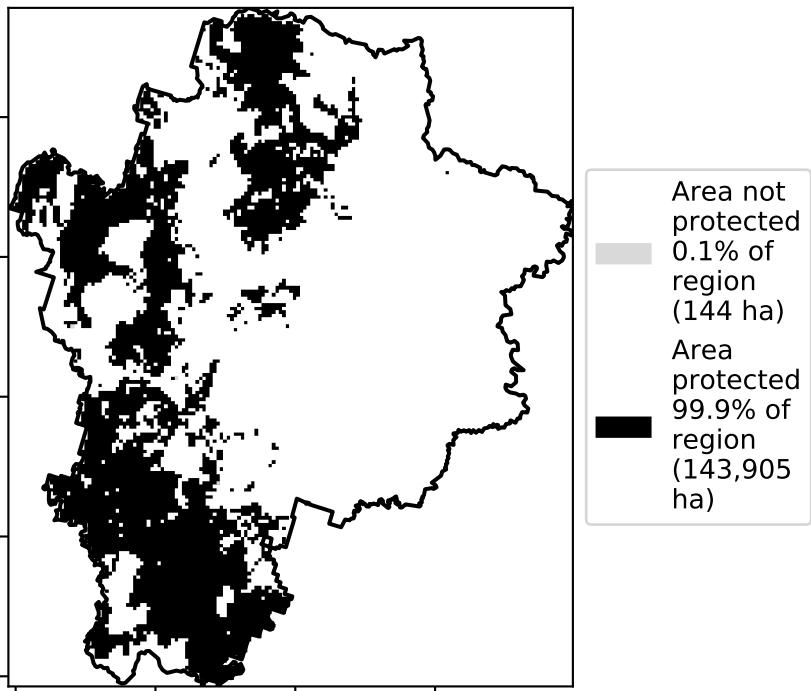 Area not
protected
0.1% of
region
(144 ha)
Area
protected
99.9% of
region
(143,905
ha)